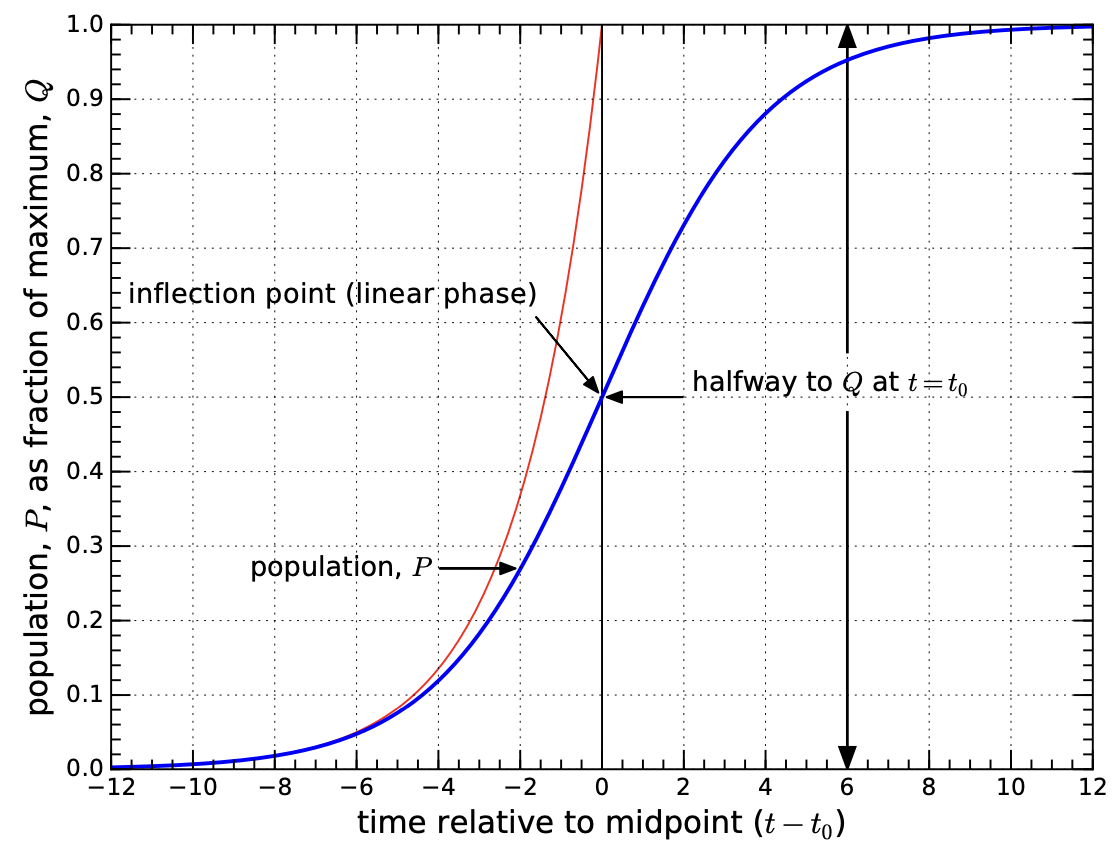 population, P, as fraction of maximum, Q
1.0
0.9
0.8
0.7
0.6
0.5
0.4
0.3
0.2
0.1
0.0
inflection point (linear phase)
halfway to Q at t=t₀
population, P
−12 −10 −8 −6 −4 −2 0 2 4 6 8 10 12
time relative to midpoint (t − t₀)